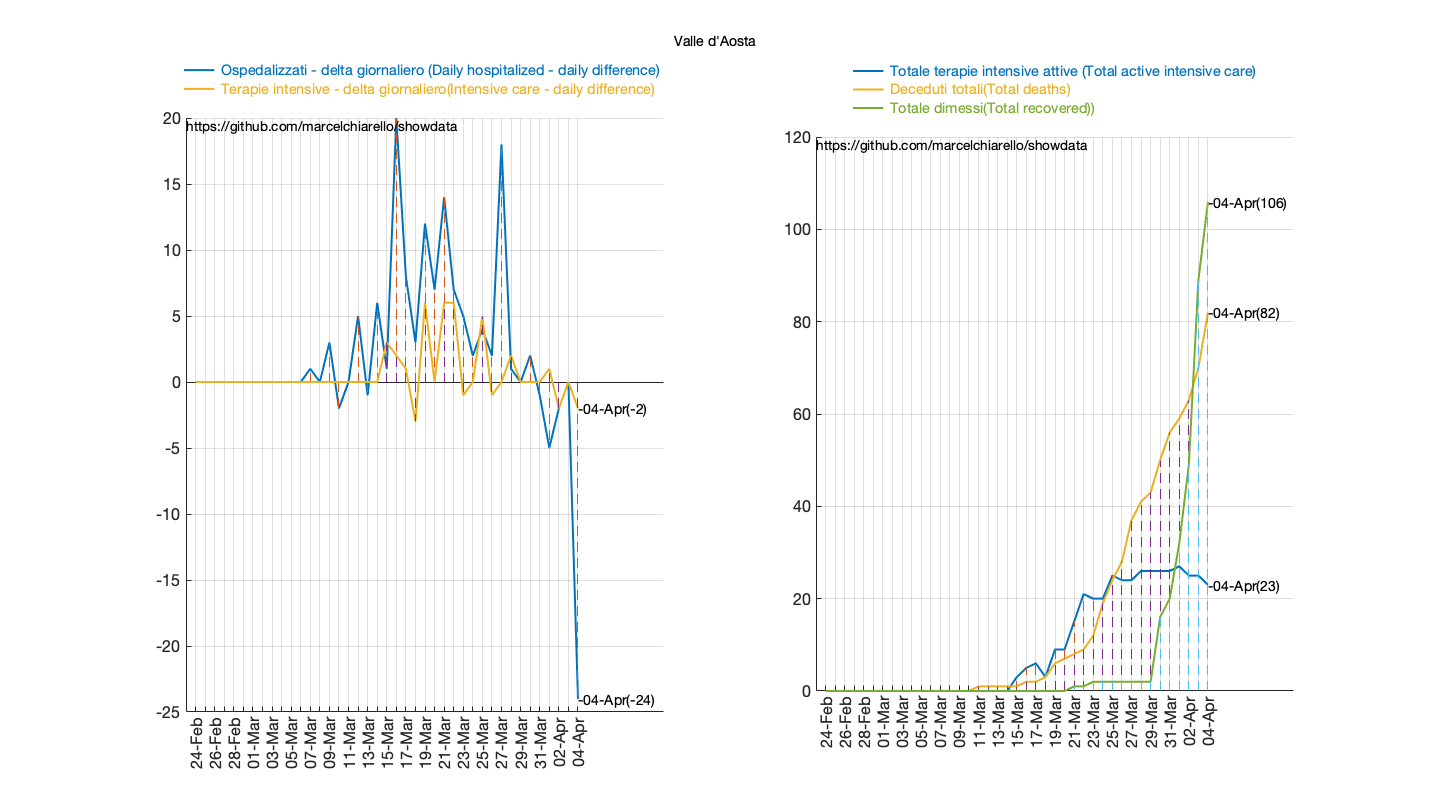 Valle d'Aosta
Ospedalizzati - delta giornaliero (Daily hospitalized - daily difference)
Terapie intensive - delta giornaliero(Intensive care - daily difference)
https://github.com/marcelchiarello/showdata
20
15
10
5
0
-5
-10
-15
-20
-25
-04-Apr(-2)
-04-Apr(-24)
24-Feb
26-Feb
28-Feb
01-Mar
03-Mar
05-Mar
07-Mar
09-Mar
11-Mar
13-Mar
15-Mar
17-Mar
19-Mar
21-Mar
23-Mar
25-Mar
27-Mar
29-Mar
31-Mar
02-Apr
04-Apr
Totale terapie intensive attive (Total active intensive care)
Deceduti totali(Total deaths)
Totale dimessi(Total recovered))
https://github.com/marcelchiarello/showdata
120
100
80
60
40
20
0
-04-Apr(106)
-04-Apr(82)
-04-Apr(23)
24-Feb
26-Feb
28-Feb
01-Mar
03-Mar
05-Mar
07-Mar
09-Mar
11-Mar
13-Mar
15-Mar
17-Mar
19-Mar
21-Mar
23-Mar
25-Mar
27-Mar
29-Mar
31-Mar
02-Apr
04-Apr